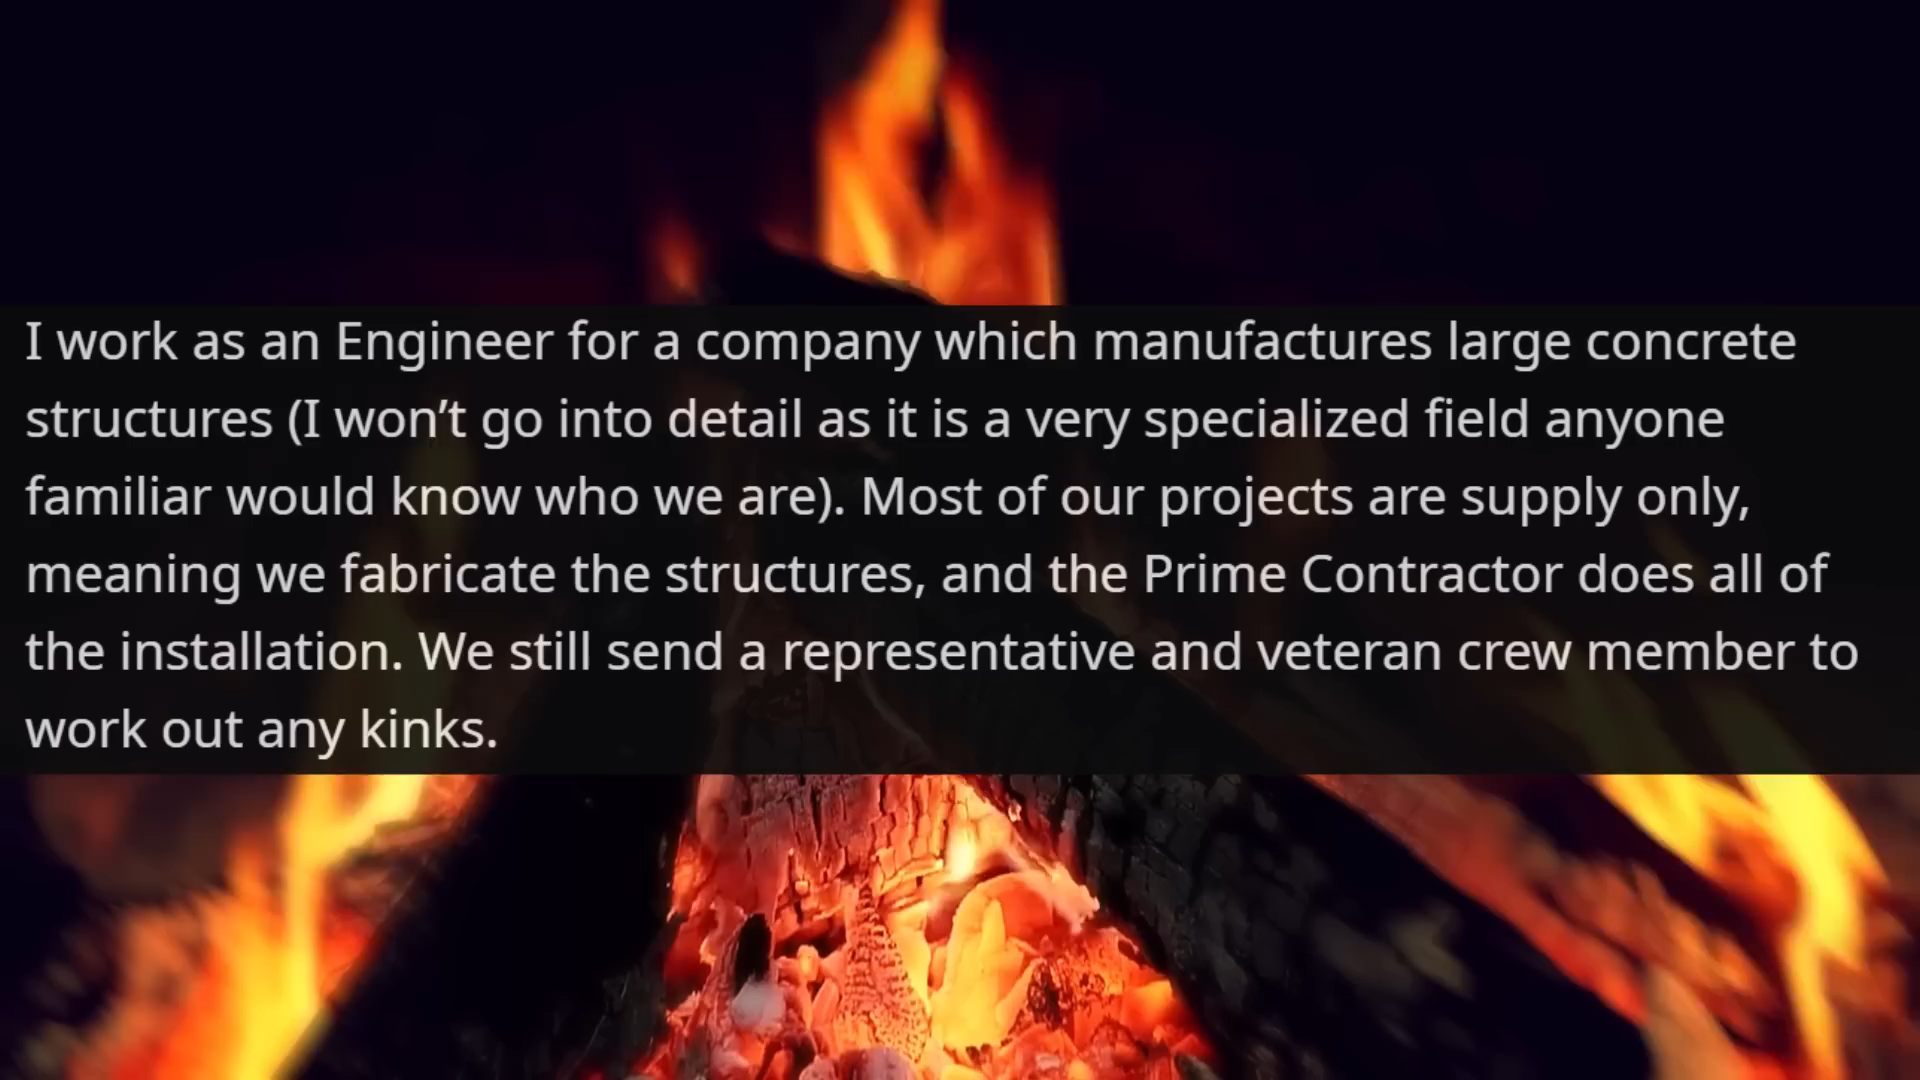 I work as an Engineer for a company which manufactures large concrete
structures (I won’t go into detail as it is a very specialized field anyone
familiar would know who we are). Most of our projects are supply only,
meaning we fabricate the structures, and the Prime Contractor does all of
the installation. We still send a representative and veteran crew member to
work out any kinks.